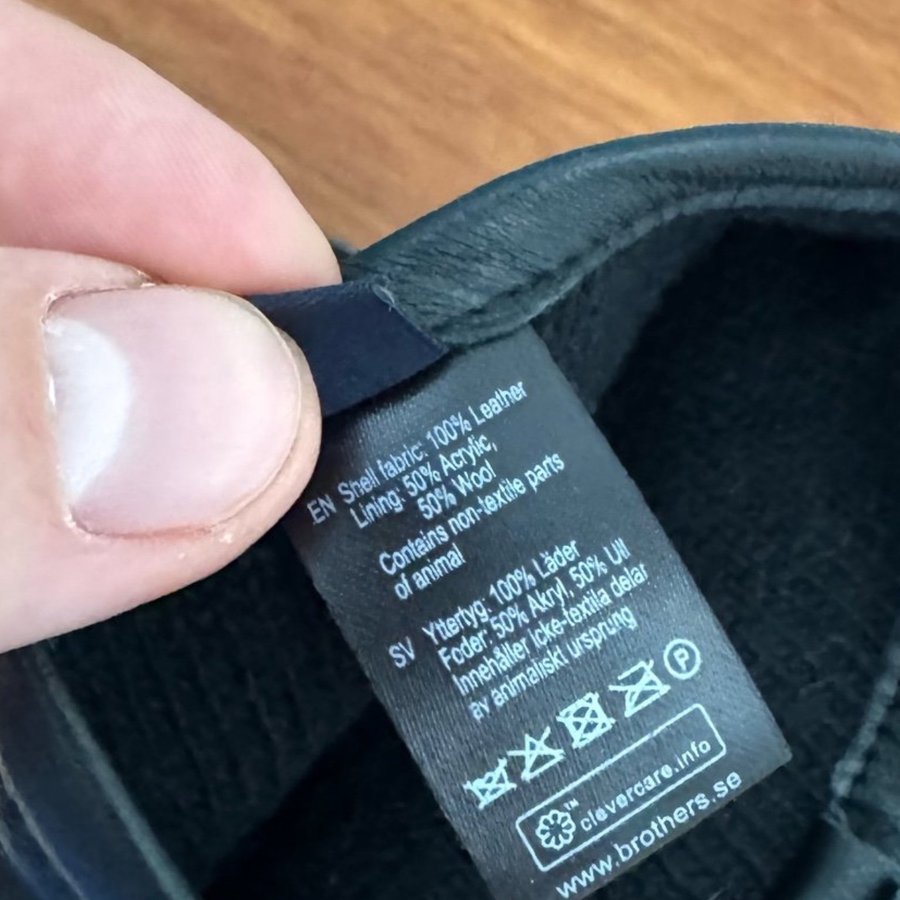 EN Shell fabric: 100% Leather
Lining: 50% Acrylic,
50% Wool
Contains non-textile parts
of animal
SV Yttertyg: 100% Läder
Foder: 50% Akryl, 50% Ull
Innehåller icke-textila delar
av animaliskt ursprung
P
clevercare.info
www.brothers.se